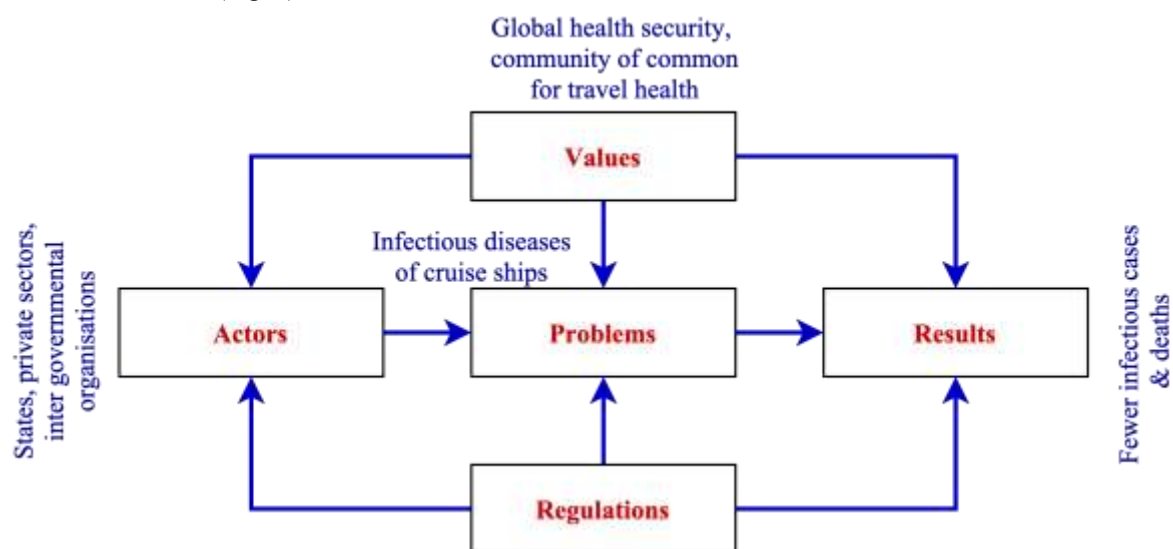 Global health security,
community of common
for travel health
Values
Infectious diseases
of cruise ships
States, private sectors,
inter governmental
organisations
Actors
Problems
Results
Fewer infectious cases
& deaths
Regulations